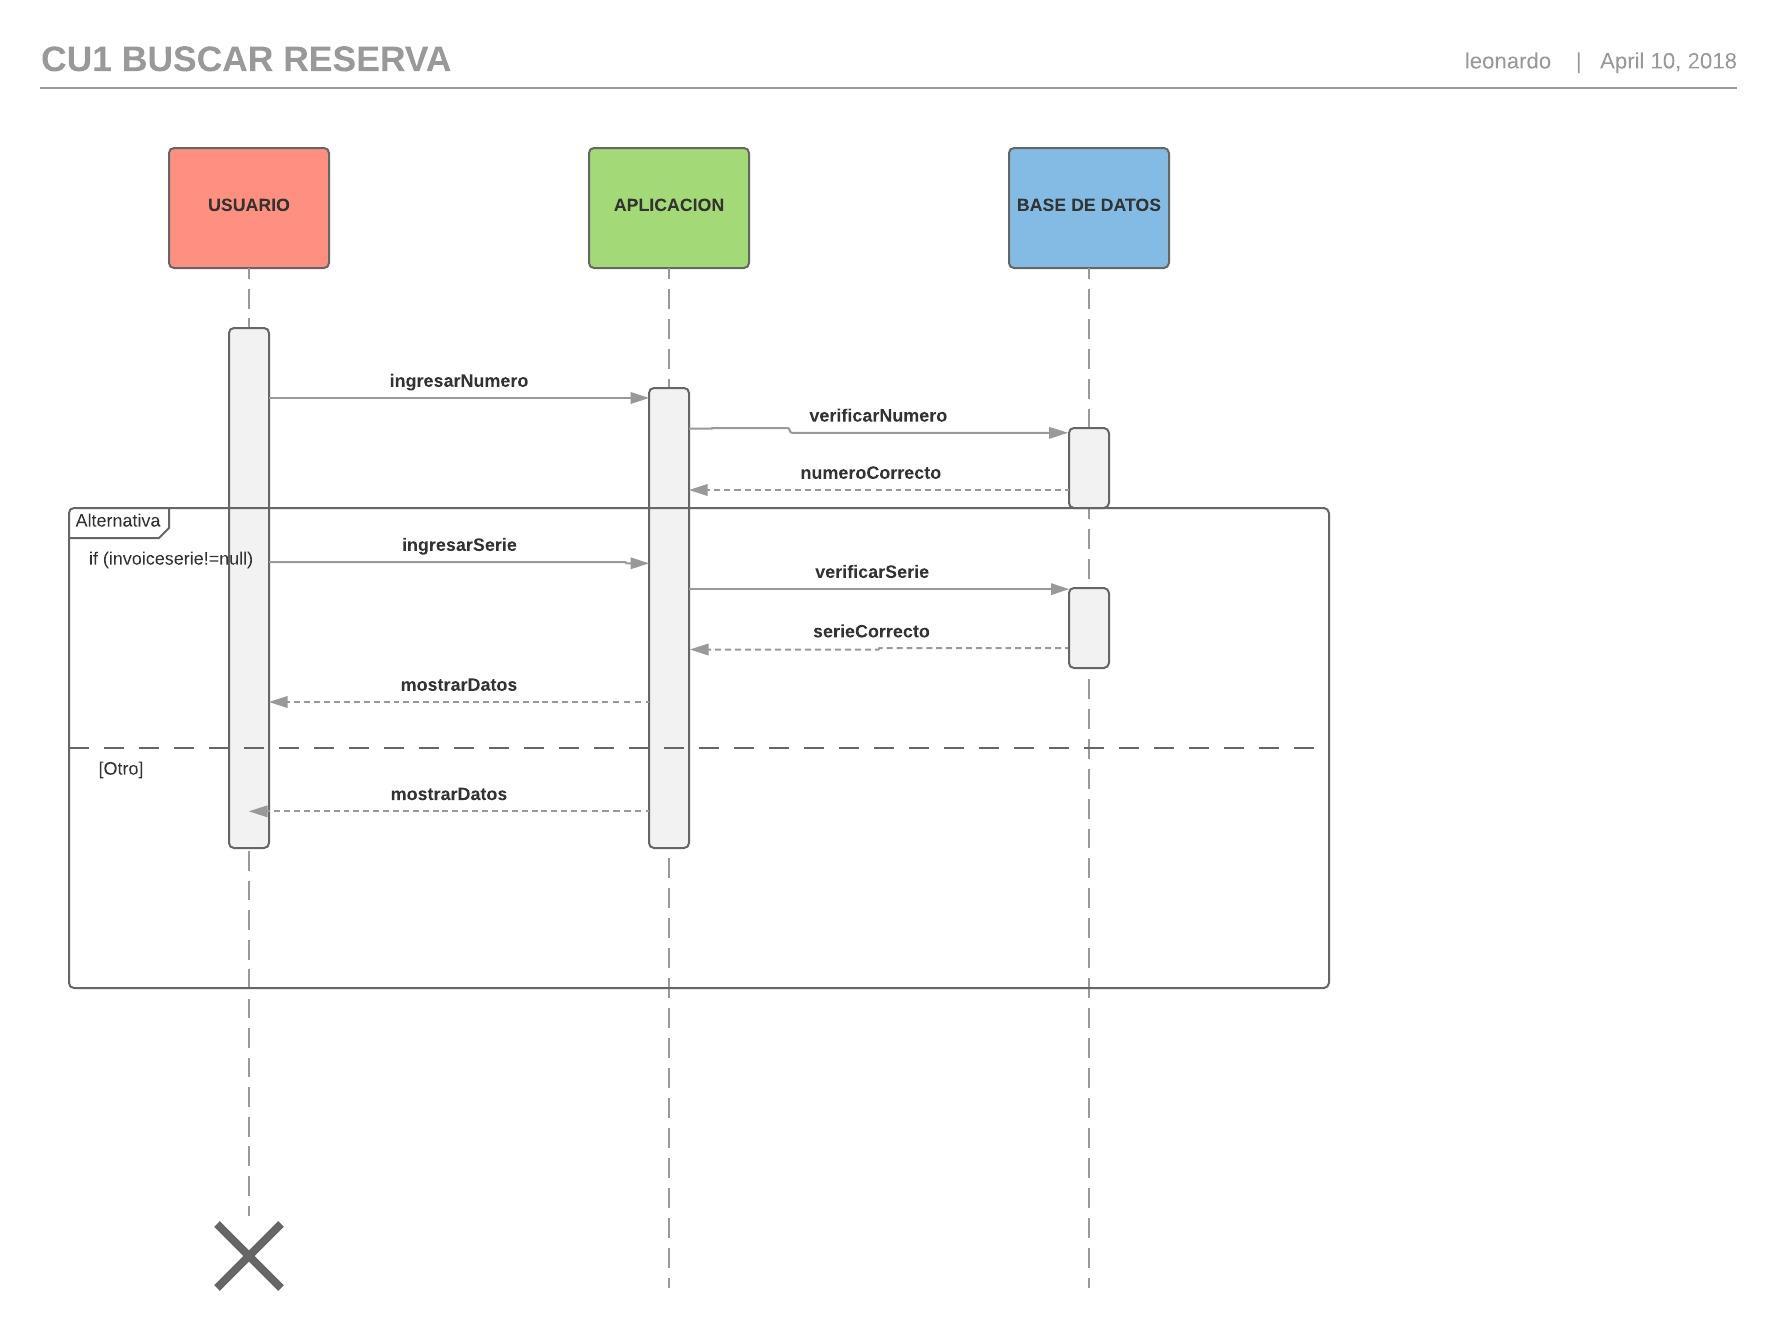 CU1 BUSCAR RESERVA
leonardo | April 10, 2018
USUARIO
APLICACION
BASE DE DATOS
ingresarNumero
verificarNumero
numeroCorrecto
Alternativa
if (invoiceserie!=null)
ingresarSerie
verificarSerie
serieCorrecto
mostrarDatos
[Otro]
mostrarDatos